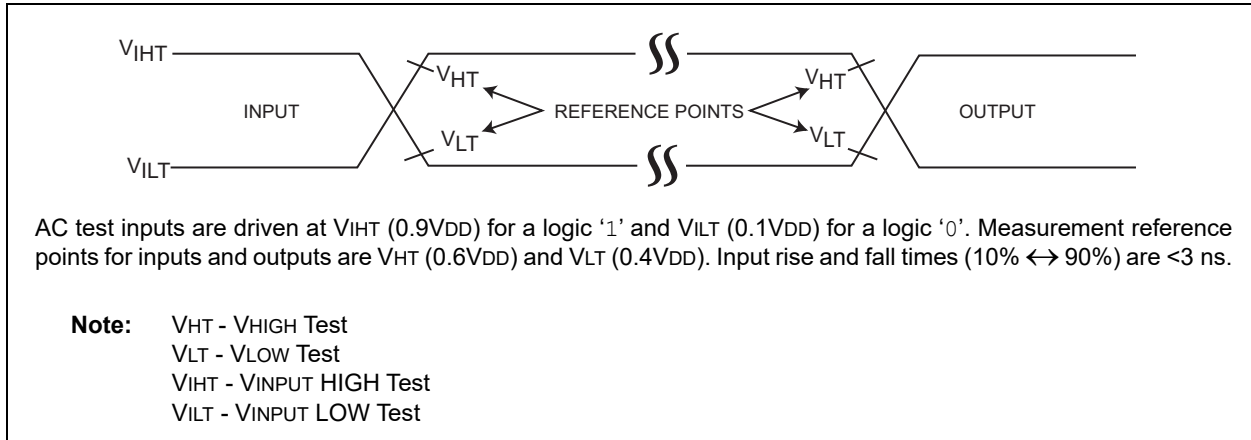 VIHT
INPUT
VILT
VHT
VLT
REFERENCE POINTS
VHT
VLT
OUTPUT
AC test inputs are driven at VIHT (0.9VDD) for a logic ‘1’ and VILT (0.1VDD) for a logic ‘0’. Measurement reference
points for inputs and outputs are VHT (0.6VDD) and VLT (0.4VDD). Input rise and fall times (10% ↔ 90%) are <3 ns.
Note: VHT - VHIGH Test
VLT - VLOW Test
VIHT - VINPUT HIGH Test
VILT - VINPUT LOW Test